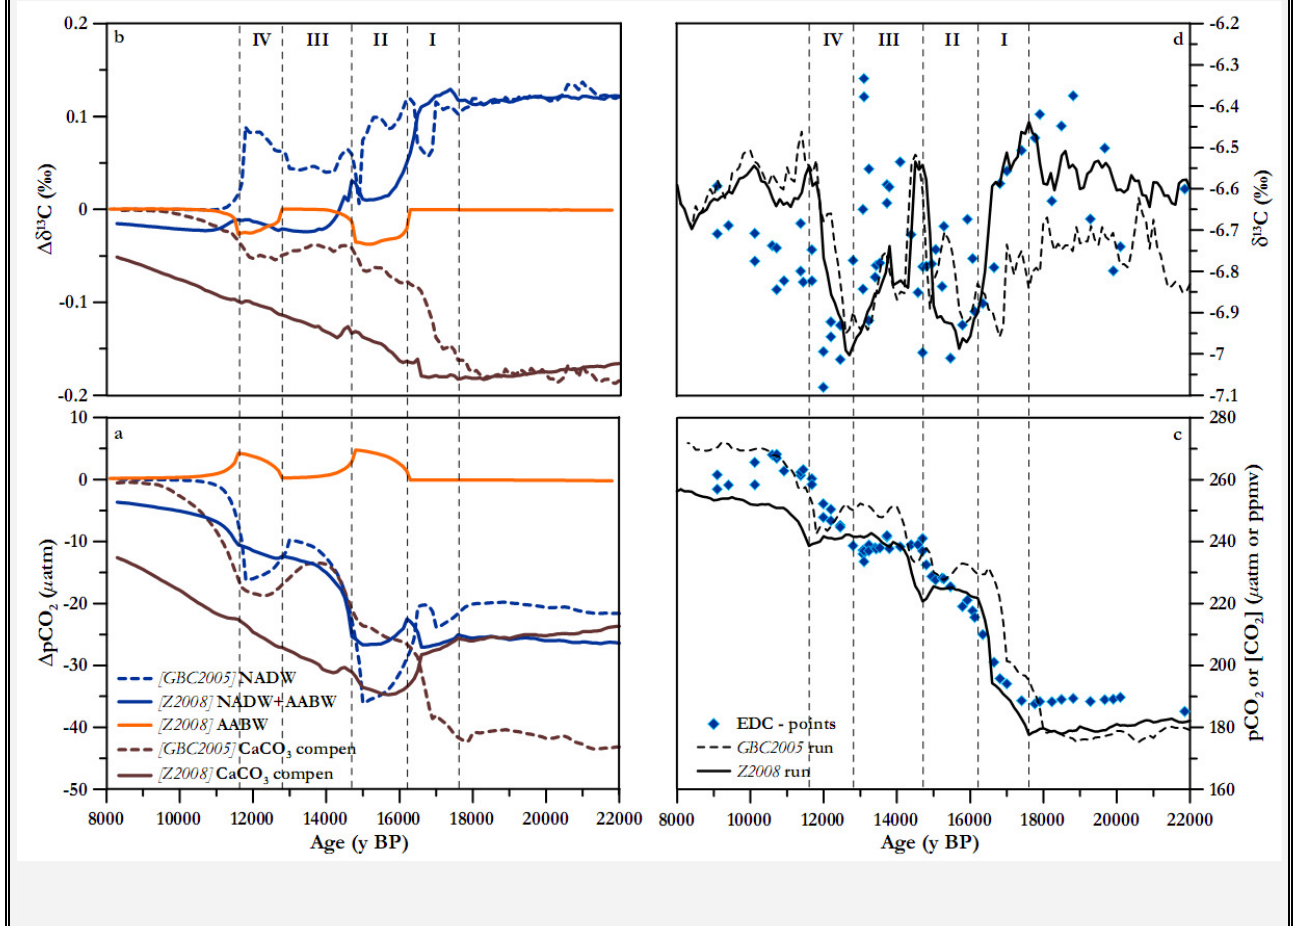 b
IV III II I
0.2
0.1
0
-0.1
-0.2
Δδ¹³C (‰)
IV III II I
d
-6.2
-6.3
-6.4
-6.5
-6.6
-6.7
-6.8
-6.9
-7
-7.1
δ¹³C (‰)
a
10
0
-10
-20
-30
-40
-50
ΔpCO₂ (μatm)
[GBC2005] NADW
[Z2008] NADW+AABW
[Z2008] AABW
[GBC2005] CaCO₃ compen
[Z2008] CaCO₃ compen
8000 10000 12000 14000 16000 18000 20000 22000
Age (y BP)
c
280
260
240
220
200
180
160
pCO₂ or [CO₂] (μatm or ppmv)
EDC - points
GBC2005 run
Z2008 run
8000 10000 12000 14000 16000 18000 20000 22000
Age (y BP)